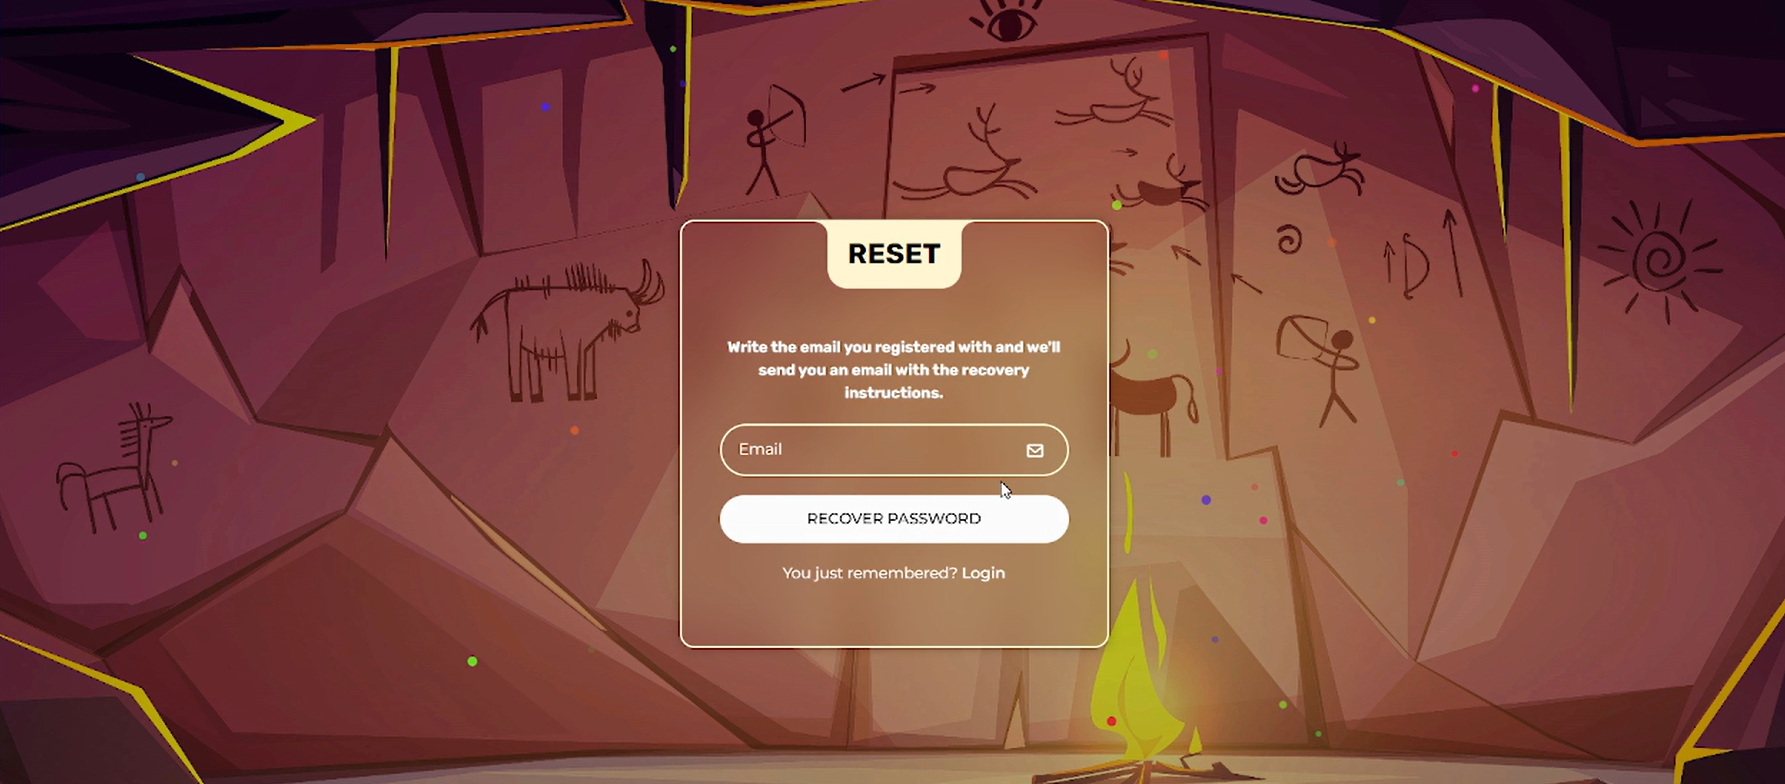 RESET
Write the email you registered with and we'll
send you an email with the recovery
instructions.
Email
RECOVER PASSWORD
You just remembered? Login